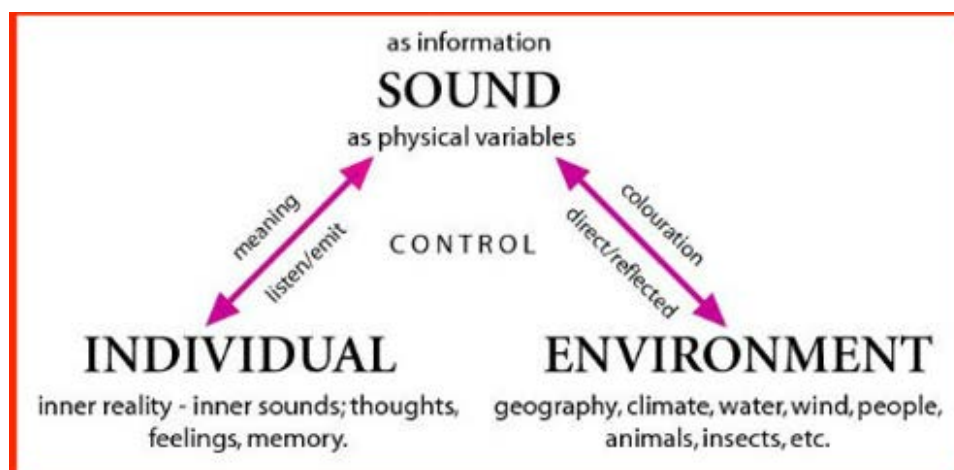 as information
SOUND
as physical variables
meaning
listen/emit
CONTROL
colouration
direct/reflected
INDIVIDUAL
inner reality - inner sounds; thoughts,
feelings, memory.
ENVIRONMENT
geography, climate, water, wind, people,
animals, insects, etc.